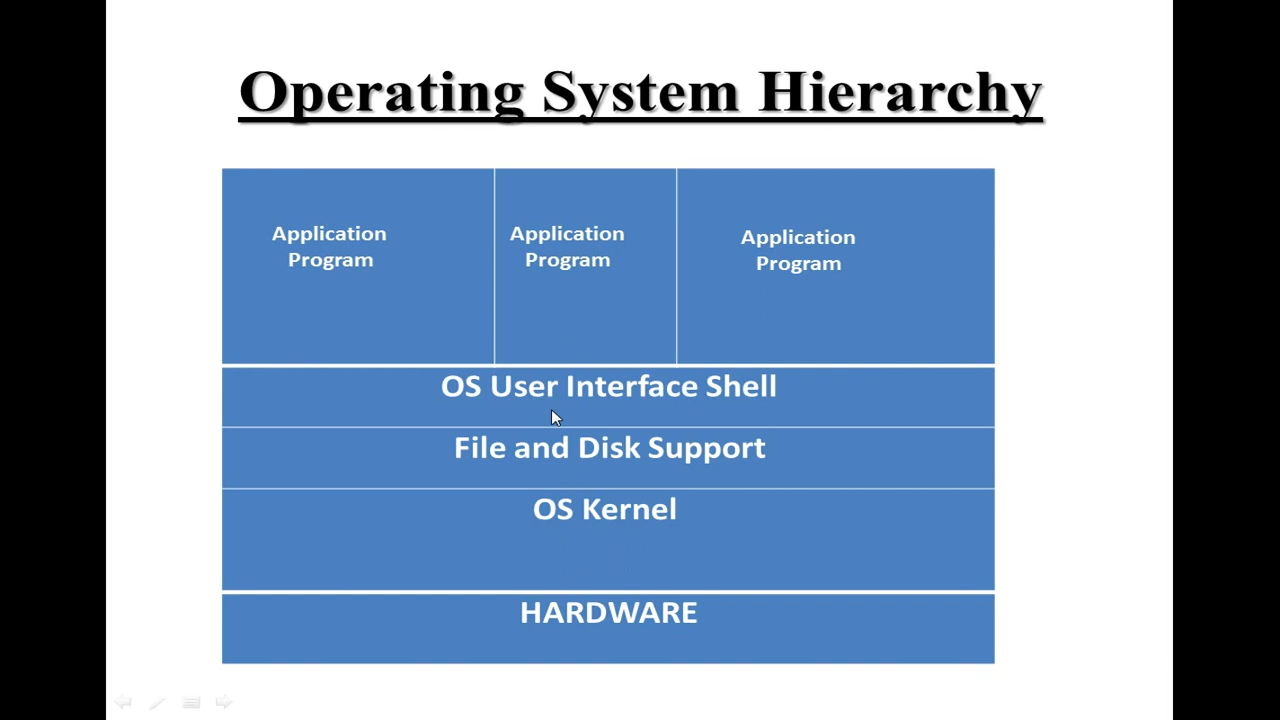 Operating System Hierarchy
Application
Program
Application
Program
Application
Program
OS User Interface Shell
File and Disk Support
OS Kernel
HARDWARE